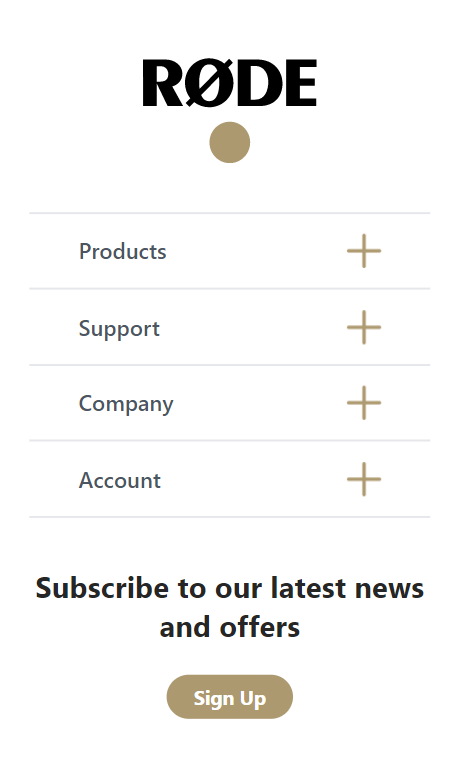 RØDE
Products
Support
Company
Account
Subscribe to our latest news
and offers
Sign Up